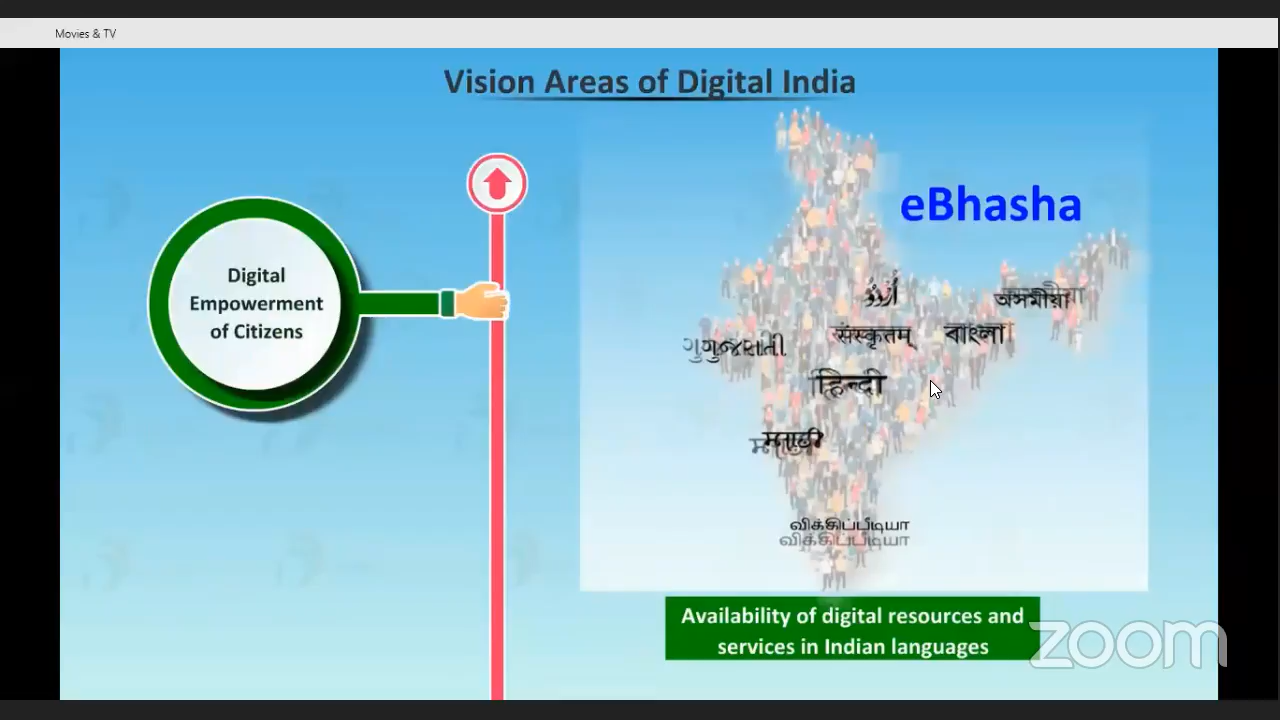 Movies & TV
Vision Areas of Digital India
eBhasha
Digital
Empowerment
of Citizens
اُرْدُوُ
অসমীয়া
संस्कृतम्
বাংলা
ગુજરાતી
हिन्दी
मराठी
விக்கிப்பீடியா
விக்கிப்பீடியா
Availability of digital resources and
services in Indian languages
zoom